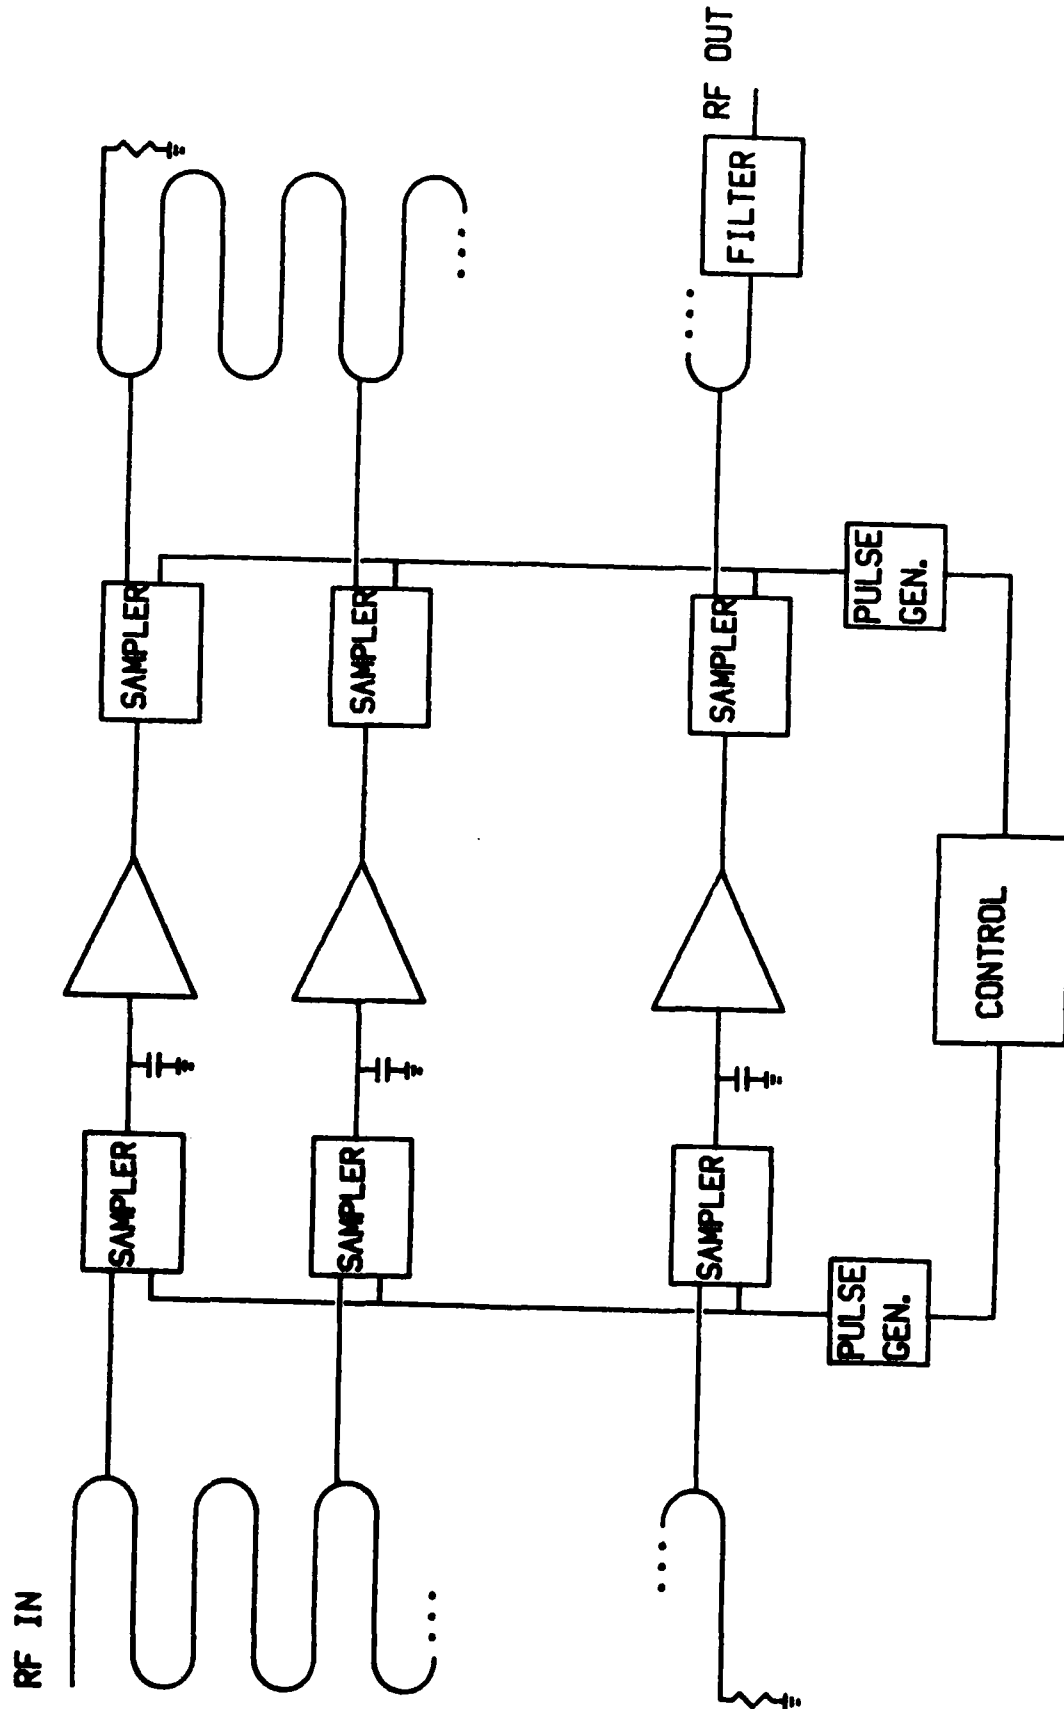 RF IN
SAMPLER
SAMPLER
SAMPLER
SAMPLER
SAMPLER
SAMPLER
PULSE
GEN.
CONTROL
PULSE
GEN.
FILTER
RF OUT